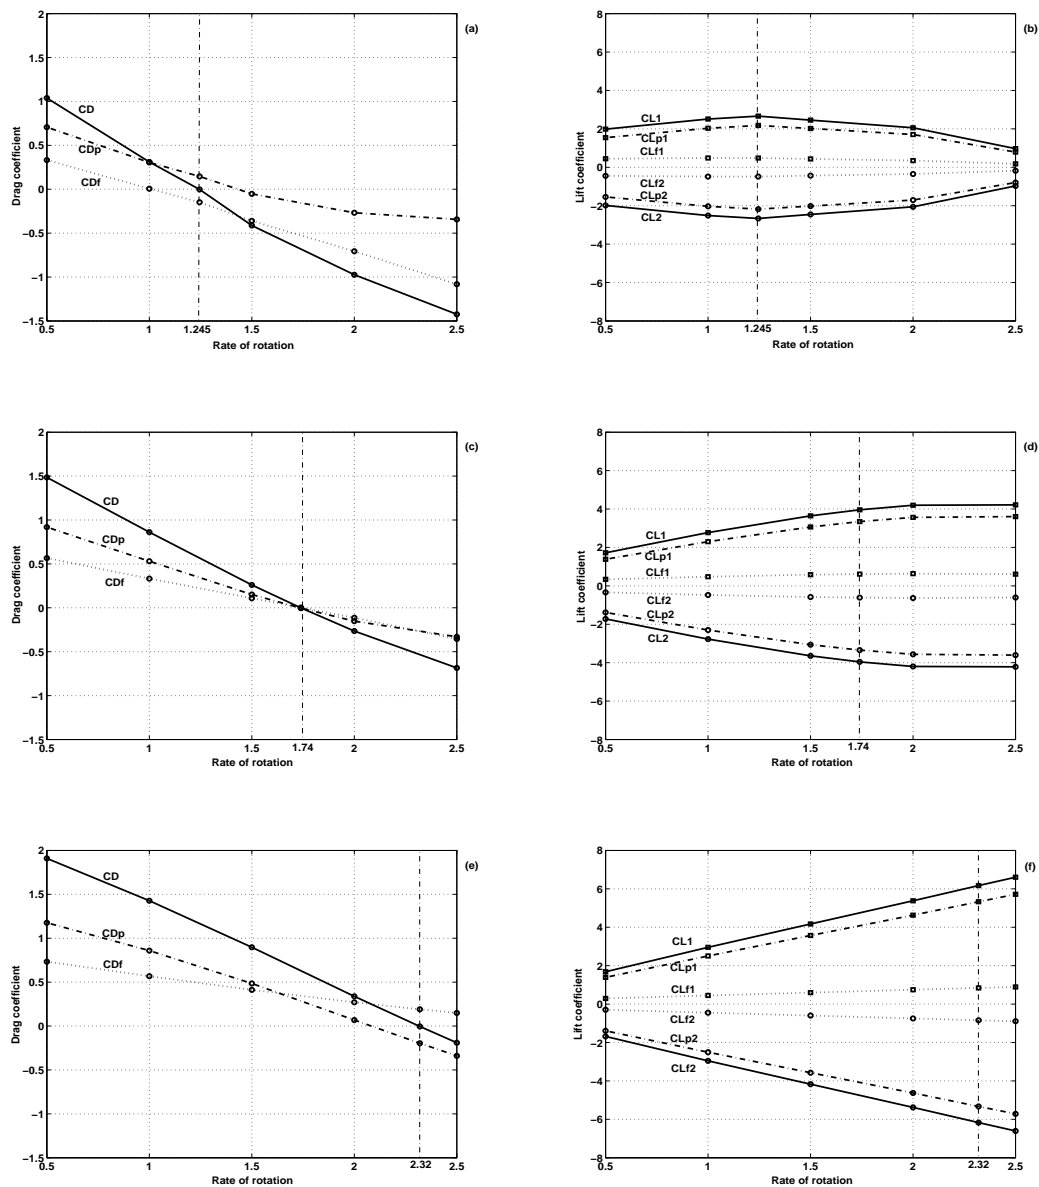 (a)
2
1.5
1
0.5
0
−0.5
−1
−1.5
Drag coefficient
CD
CDp
CDf
0.5
1
1.245
1.5
2
2.5
Rate of rotation
(b)
8
6
4
2
0
−2
−4
−6
−8
Lift coefficient
CL1
CLp1
CLf1
CLf2
CLp2
CL2
0.5
1
1.245
1.5
2
2.5
Rate of rotation
(c)
2
1.5
1
0.5
0
−0.5
−1
−1.5
Drag coefficient
CD
CDp
CDf
0.5
1
1.5
1.74
2
2.5
Rate of rotation
(d)
8
6
4
2
0
−2
−4
−6
−8
Lift coefficient
CL1
CLp1
CLf1
CLf2
CLp2
CL2
0.5
1
1.5
1.74
2
2.5
Rate of rotation
(e)
2
1.5
1
0.5
0
−0.5
−1
−1.5
Drag coefficient
CD
CDp
CDf
0.5
1
1.5
2
2.32
2.5
Rate of rotation
(f)
8
6
4
2
0
−2
−4
−6
−8
Lift coefficient
CL1
CLp1
CLf1
CLf2
CLp2
CLf2
0.5
1
1.5
2
2.32
2.5
Rate of rotation